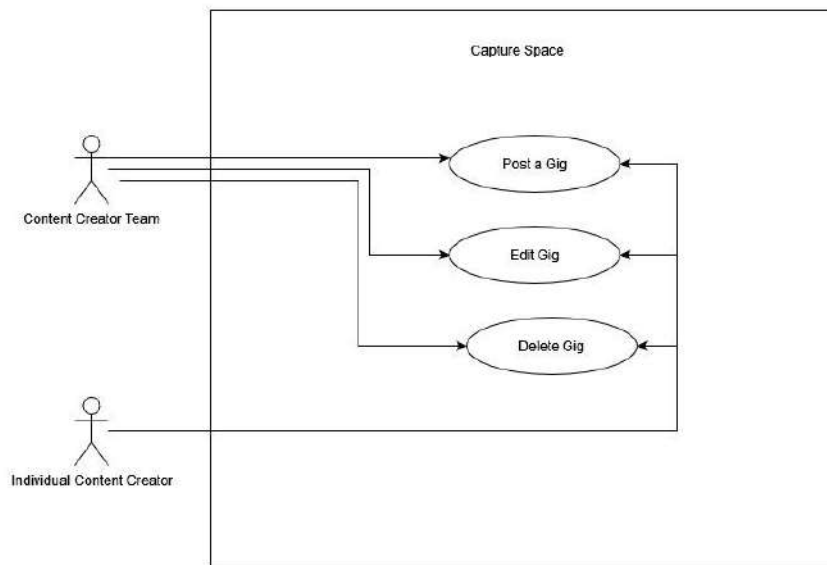 Capture Space
Post a Gig
Content Creator Team
Edit Gig
Delete Gig
Individual Content Creator